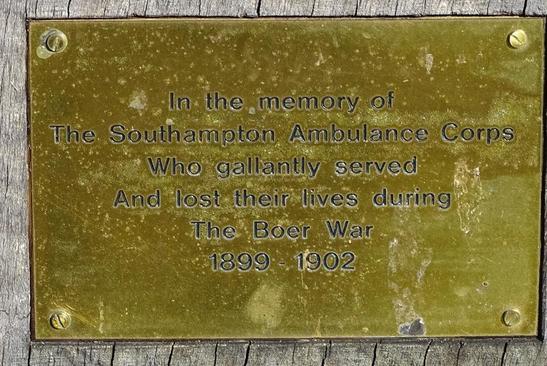 In the memory of
The Southampton Ambulance Corps
Who gallantly served
And lost their lives during
The Boer War
1899 - 1902